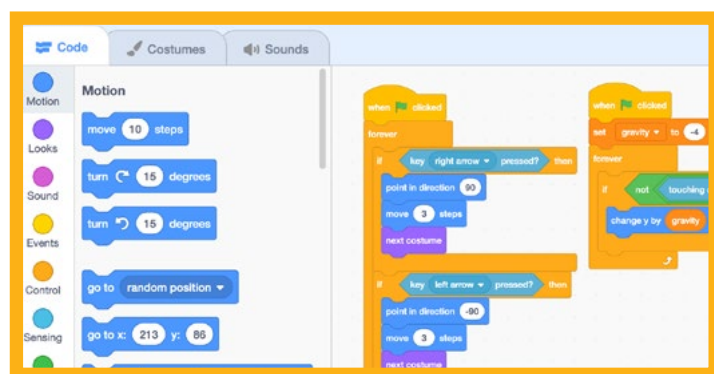 Code
Costumes
Sounds
Motion
Looks
Sound
Events
Control
Sensing
Motion
move 10 steps
turn 15 degrees
turn 15 degrees
go to random position
go to x: 213 y: 86
when clicked
forever
if key right arrow pressed? then
point in direction 90
move 3 steps
next costume
if key left arrow pressed? then
point in direction -90
move 3 steps
next costume
when clicked
set gravity to -4
forever
if not touching
change y by gravity